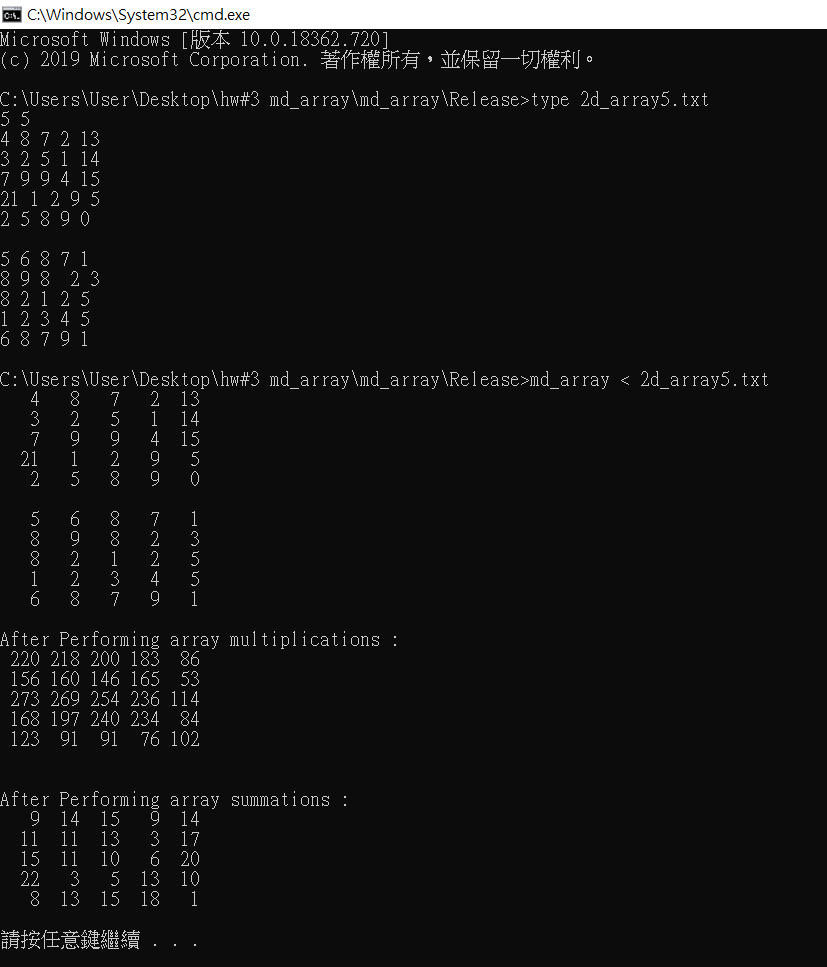 C:\Windows\System32\cmd.exe
Microsoft Windows [版本 10.0.18362.720]
(c) 2019 Microsoft Corporation. 著作權所有，並保留一切權利。

C:\Users\User\Desktop\hw#3 md_array\md_array\Release>type 2d_array5.txt
5 5
4 8 7 2 13
3 2 5 1 14
7 9 9 4 15
21 1 2 9 5
2 5 8 9 0

5 6 8 7 1
8 9 8  2 3
8 2 1 2 5
1 2 3 4 5
6 8 7 9 1

C:\Users\User\Desktop\hw#3 md_array\md_array\Release>md_array < 2d_array5.txt
   4   8   7   2  13
   3   2   5   1  14
   7   9   9   4  15
  21   1   2   9   5
   2   5   8   9   0

   5   6   8   7   1
   8   9   8   2   3
   8   2   1   2   5
   1   2   3   4   5
   6   8   7   9   1

After Performing array multiplications :
 220 218 200 183  86
 156 160 146 165  53
 273 269 254 236 114
 168 197 240 234  84
 123  91  91  76 102


After Performing array summations :
   9  14  15   9  14
  11  11  13   3  17
  15  11  10   6  20
  22   3   5  13  10
   8  13  15  18   1

請按任意鍵繼續 . . .